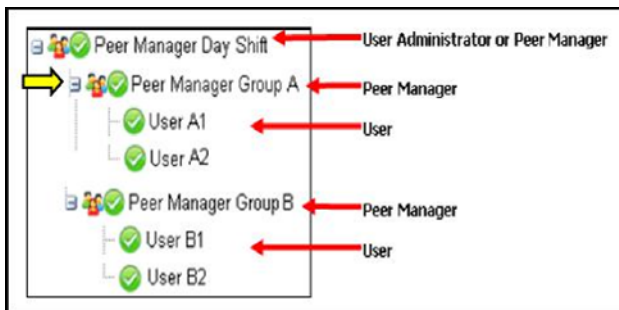 Peer Manager Day Shift User Administrator or Peer Manager
Peer Manager Group A Peer Manager
User A1 User
User A2
Peer Manager Group B Peer Manager
User B1 User
User B2